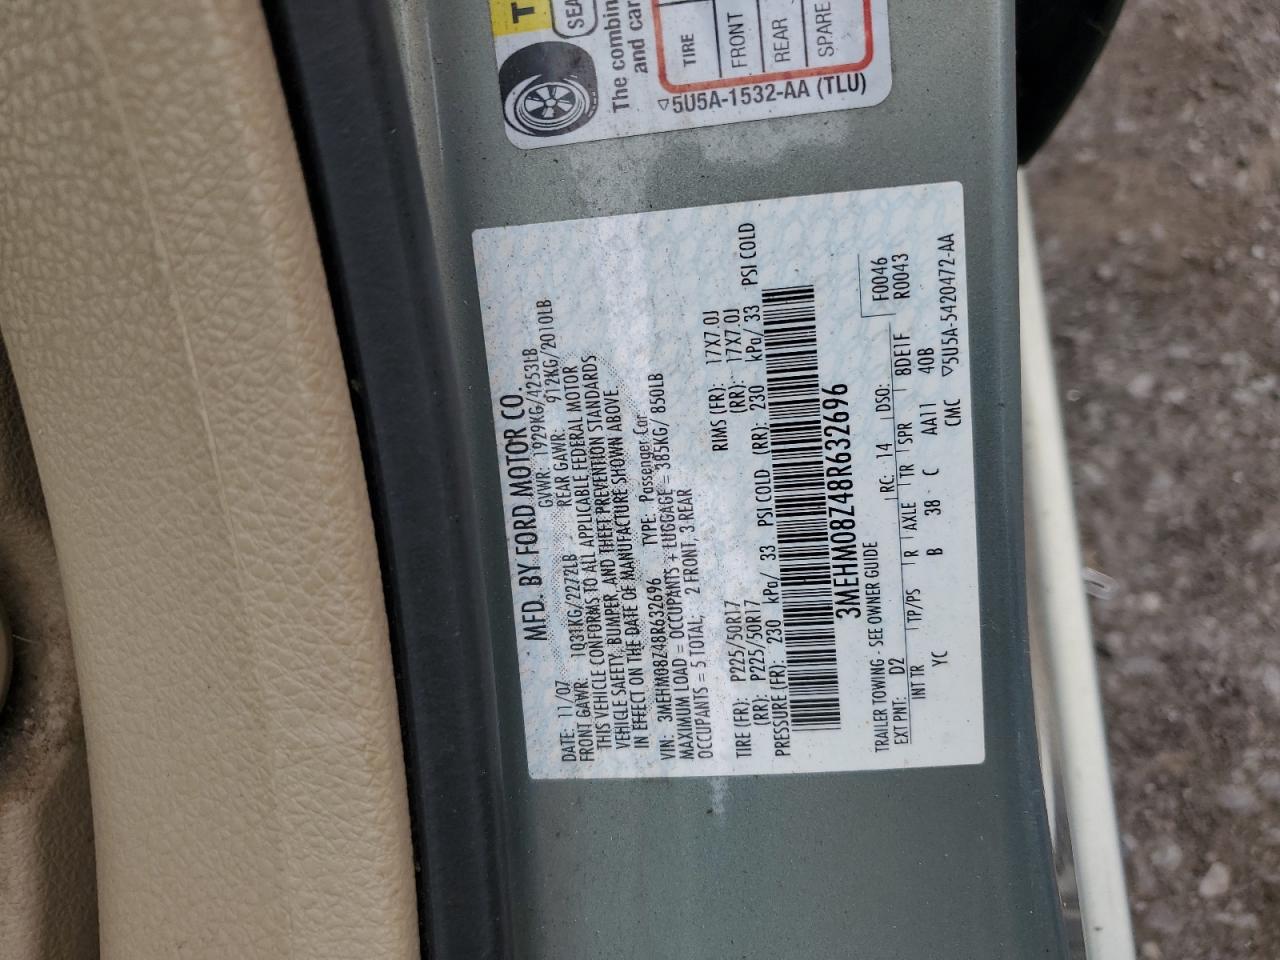 T
SEA
The combin
and car
TIRE
FRONT
REAR
SPARE
5U5A-1532-AA (TLU)
MFD. BY FORD MOTOR CO.
DATE: 11/07 GVWR: 1929KG/4253LB
FRONT GAWR: 1031KG/2272LB REAR GAWR: 912KG/2010LB
THIS VEHICLE CONFORMS TO ALL APPLICABLE FEDERAL MOTOR
VEHICLE SAFETY, BUMPER, AND THEFT PREVENTION STANDARDS
IN EFFECT ON THE DATE OF MANUFACTURE SHOWN ABOVE
VIN: 3MEHM08Z48R632696 TYPE: Passenger Car
MAXIMUM LOAD = OCCUPANTS + LUGGAGE = 385KG/ 850LB
OCCUPANTS = 5 TOTAL; 2 FRONT, 3 REAR
TIRE (FR): P225/50R17 RIMS (FR): 17X7.0J
(RR): P225/50R17 (RR): 17X7.0J
PRESSURE (FR): 230 kPa/ 33 PSI COLD (RR): 230 kPa/ 33 PSI COLD
3MEHM08Z48R632696
TRAILER TOWING - SEE OWNER GUIDE F0046
EXT PNT: D2 RC: 14 DSO: R0043
INT TR TP/PS R AXLE TR SPR 8DE1F
YC B 38 C AA11 40B
CMC 5U5A-5420472-AA